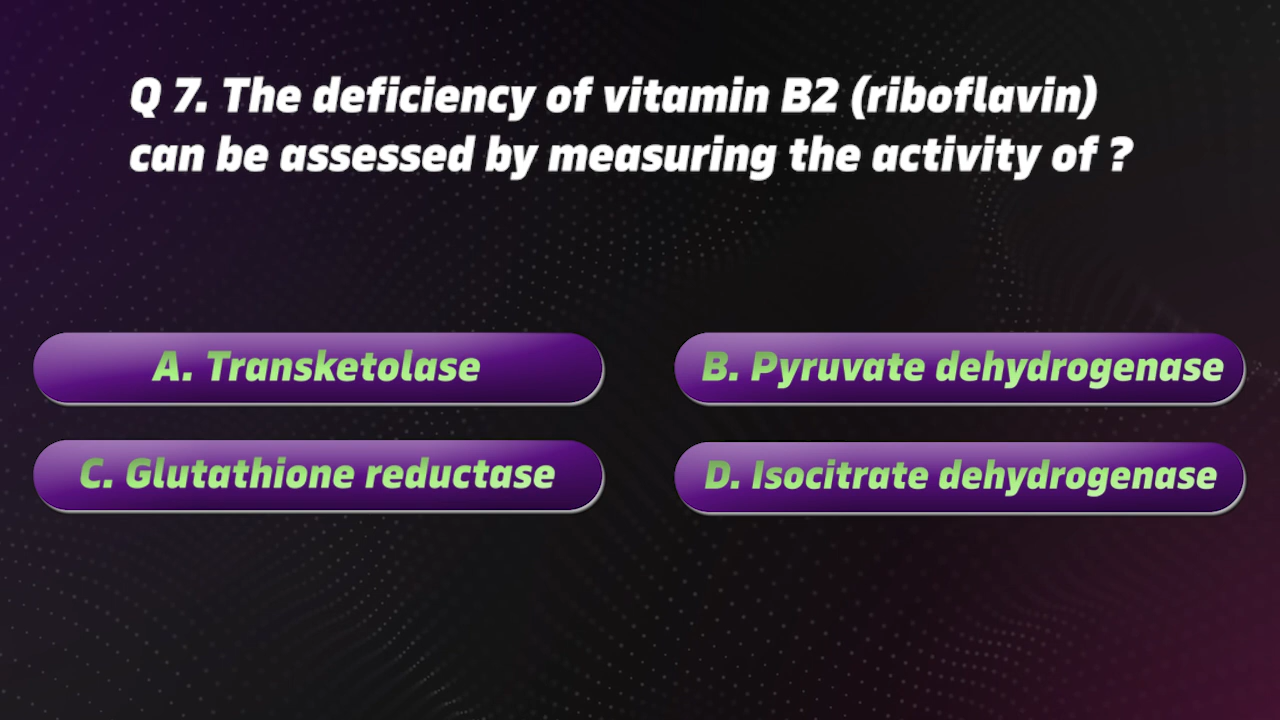 Q 7. The deficiency of vitamin B2 (riboflavin)
can be assessed by measuring the activity of ?
A. Transketolase
B. Pyruvate dehydrogenase
C. Glutathione reductase
D. Isocitrate dehydrogenase